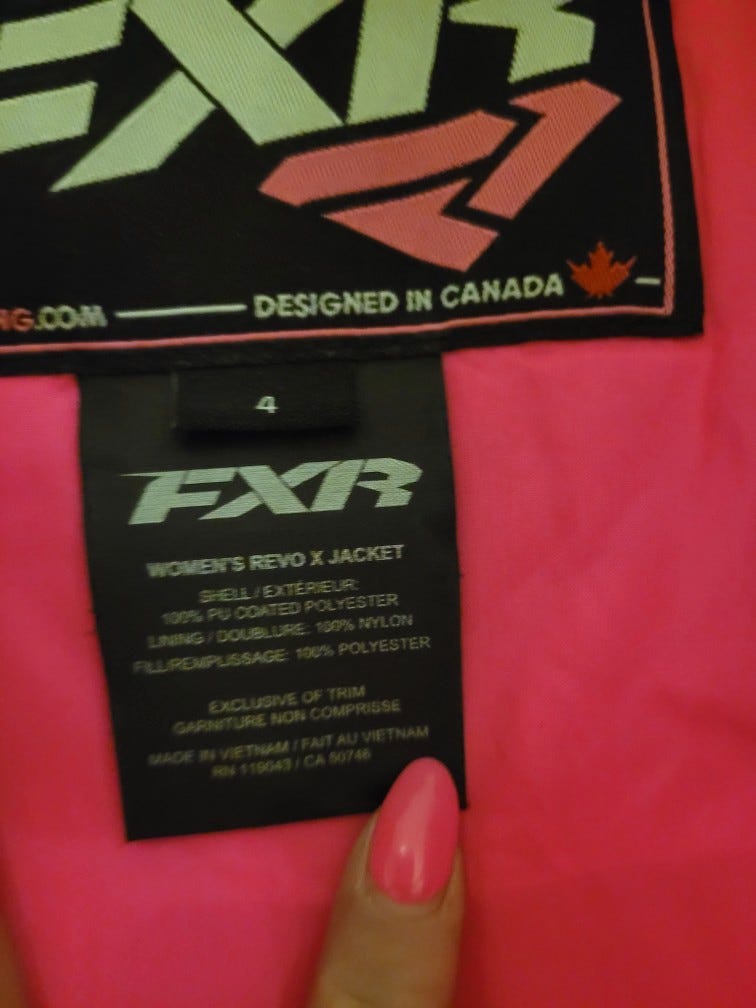 FXR
NG.COM — DESIGNED IN CANADA —
4
FXR
WOMEN'S REVO X JACKET
SHELL / EXTÉRIEUR:
100% PU COATED POLYESTER
LINING / DOUBLURE: 100% NYLON
FILL/REMPLISSAGE: 100% POLYESTER
EXCLUSIVE OF TRIM
GARNITURE NON COMPRISSE
MADE IN VIETNAM / FAIT AU VIETNAM
RN 119043 / CA 50746